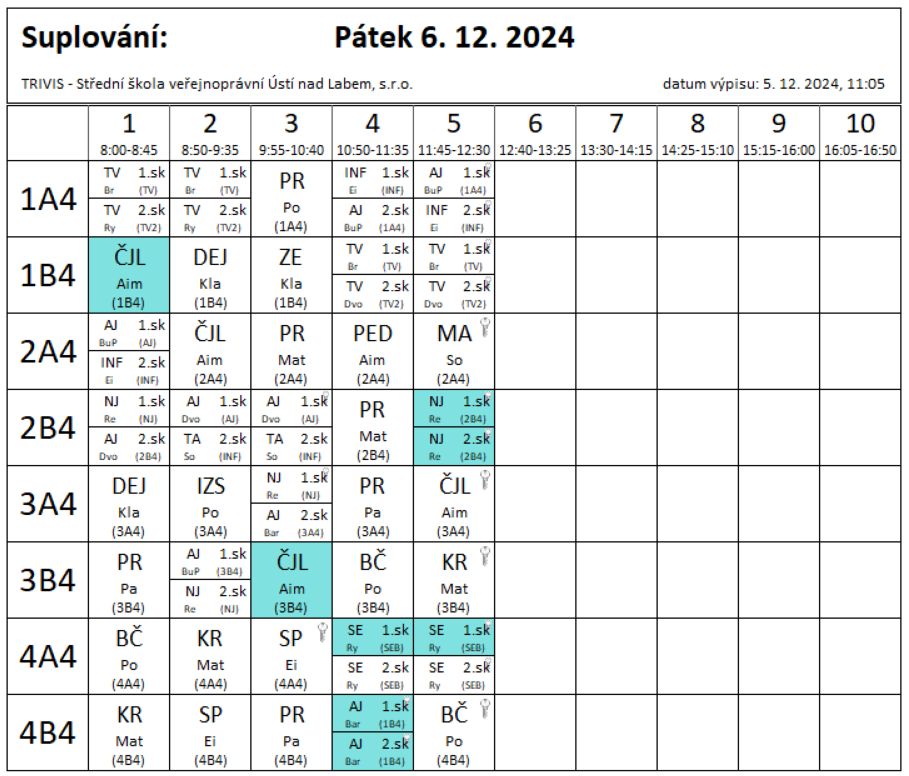 Suplování: Pátek 6. 12. 2024
TRIVIS - Střední škola veřejnoprávní Ústí nad Labem, s.r.o. datum výpisu: 5. 12. 2024, 11:05
1 2 3 4 5 6 7 8 9 10
8:00-8:45 8:50-9:35 9:55-10:40 10:50-11:35 11:45-12:30 12:40-13:25 13:30-14:15 14:25-15:10 15:15-16:00 16:05-16:50
1A4
TV 1.sk
Br (TV)
TV 2.sk
Ry (TV2)
TV 1.sk
Br (TV)
TV 2.sk
Ry (TV2)
PR
Po
(1A4)
INF 1.sk
Ei (INF)
AJ 2.sk
BuP (1A4)
AJ 1.sk
BuP (1A4)
INF 2.sk
Ei (INF)
1B4
ČJL
Aim
(1B4)
DEJ
Kla
(1B4)
ZE
Kla
(1B4)
TV 1.sk
Br (TV)
TV 2.sk
Dvo (TV2)
TV 1.sk
Br (TV)
TV 2.sk
Dvo (TV2)
2A4
AJ 1.sk
BuP (AJ)
INF 2.sk
Ei (INF)
ČJL
Aim
(2A4)
PR
Mat
(2A4)
PED
Aim
(2A4)
MA
So
(2A4)
2B4
NJ 1.sk
Re (NJ)
AJ 2.sk
Dvo (2B4)
AJ 1.sk
Dvo (AJ)
TA 2.sk
So (INF)
AJ 1.sk
Dvo (AJ)
TA 2.sk
So (INF)
PR
Mat
(2B4)
NJ 1.sk
Re (2B4)
NJ 2.sk
Re (2B4)
3A4
DEJ
Kla
(3A4)
IZS
Po
(3A4)
NJ 1.sk
Re (NJ)
AJ 2.sk
Bar (3A4)
PR
Pa
(3A4)
ČJL
Aim
(3A4)
3B4
PR
Pa
(3B4)
AJ 1.sk
BuP (3B4)
NJ 2.sk
Re (NJ)
ČJL
Aim
(3B4)
BČ
Po
(3B4)
KR
Mat
(3B4)
4A4
BČ
Po
(4A4)
KR
Mat
(4A4)
SP
Ei
(4A4)
SE 1.sk
Ry (SEB)
SE 2.sk
Ry (SEB)
SE 1.sk
Ry (SEB)
SE 2.sk
Ry (SEB)
4B4
KR
Mat
(4B4)
SP
Ei
(4B4)
PR
Pa
(4B4)
AJ 1.sk
Bar (1B4)
AJ 2.sk
Bar (1B4)
BČ
Po
(4B4)